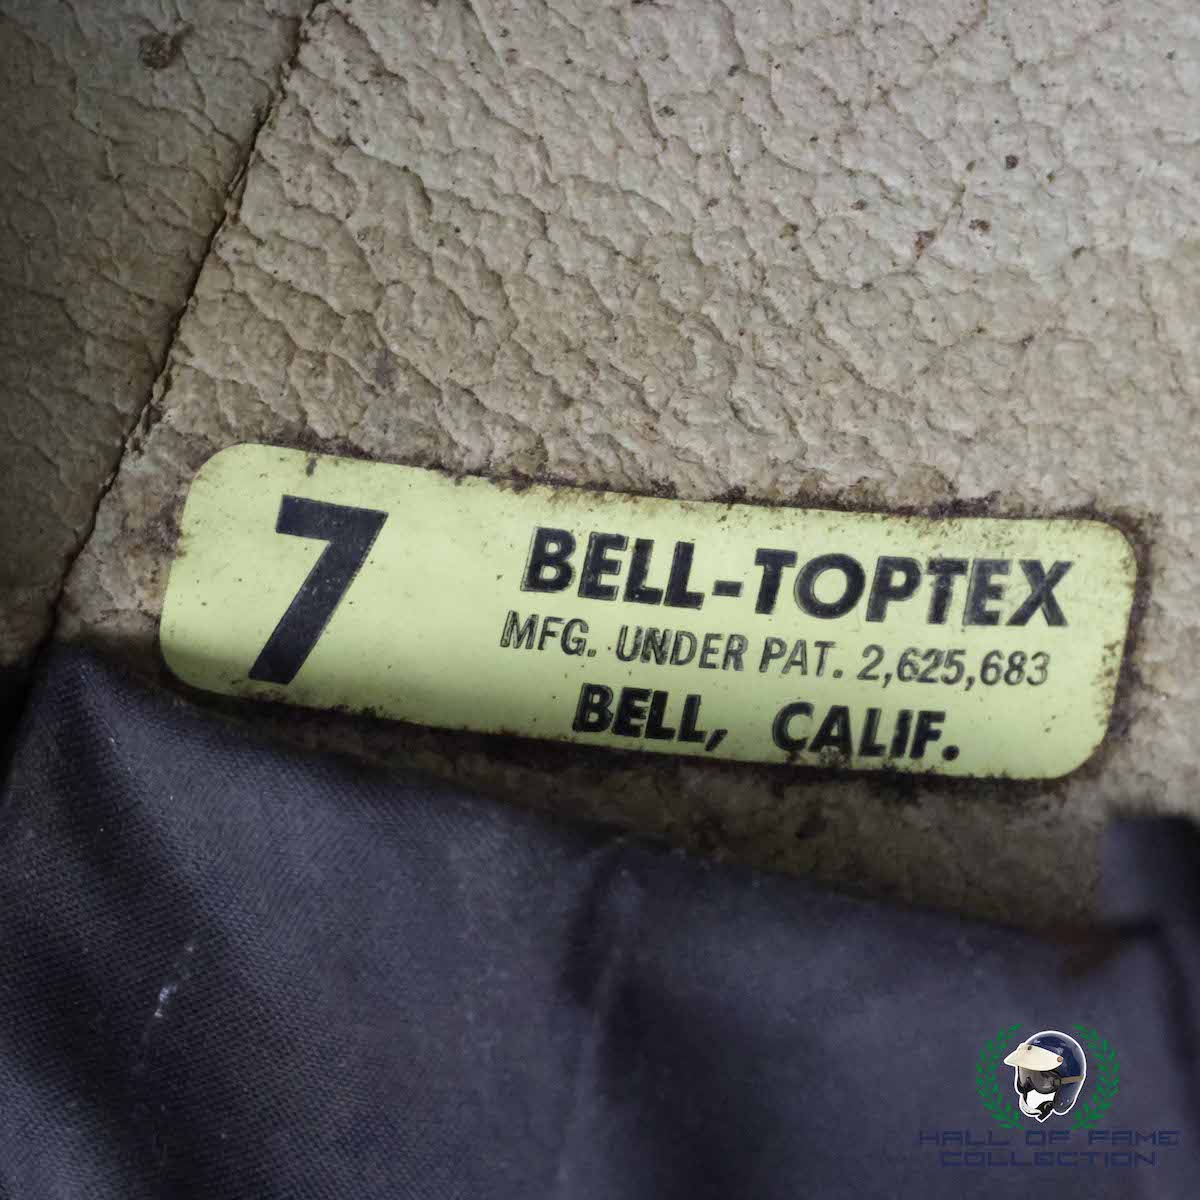 7
BELL-TOPTEX
MFG. UNDER PAT. 2,625,683
BELL, CALIF.
HALL OF FAME
COLLECTION